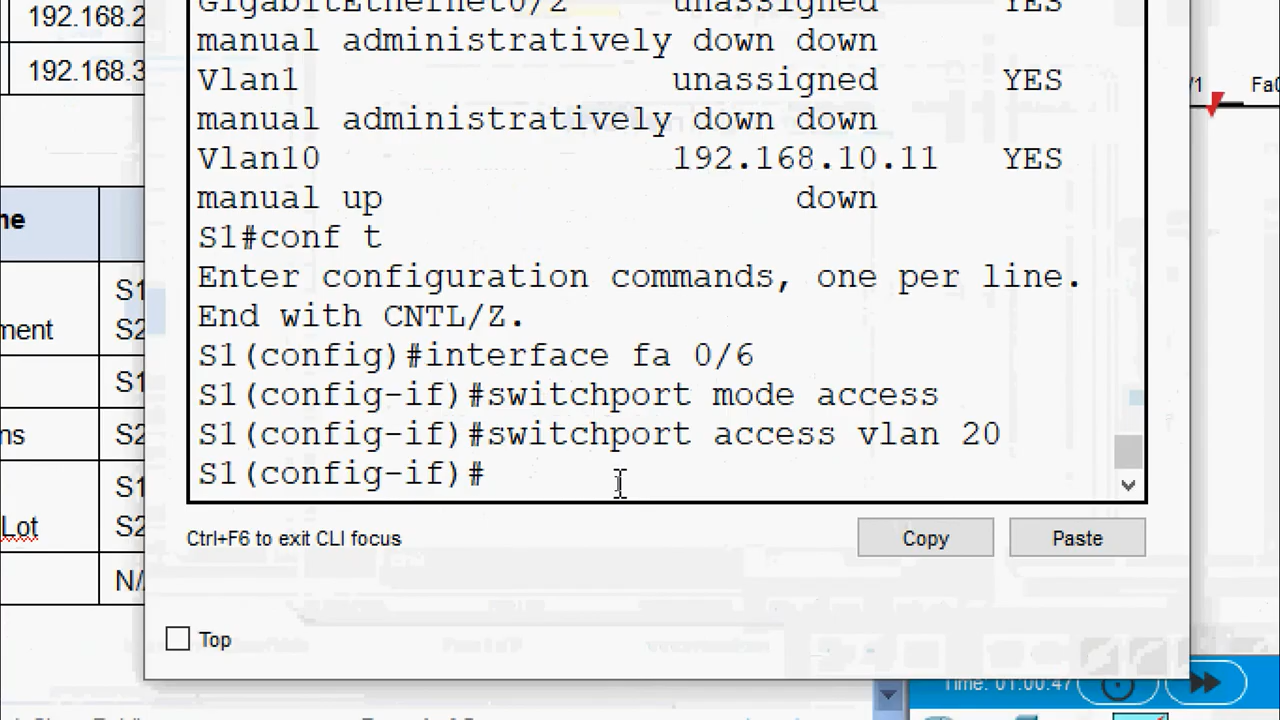 192.168.2
192.168.3
GigabitEthernet0/2 unassigned YES
manual administratively down down
Vlan1 unassigned YES
manual administratively down down
Vlan10 192.168.10.11 YES
manual up down
S1#conf t
Enter configuration commands, one per line.
End with CNTL/Z.
S1(config)#interface fa 0/6
S1(config-if)#switchport mode access
S1(config-if)#switchport access vlan 20
S1(config-if)#
Ctrl+F6 to exit CLI focus
Copy
Paste
Top
me
S1
ment S2
S1
ns S2
S1
Lot S2
N/
/1 Fa0
Time: 01:00:47